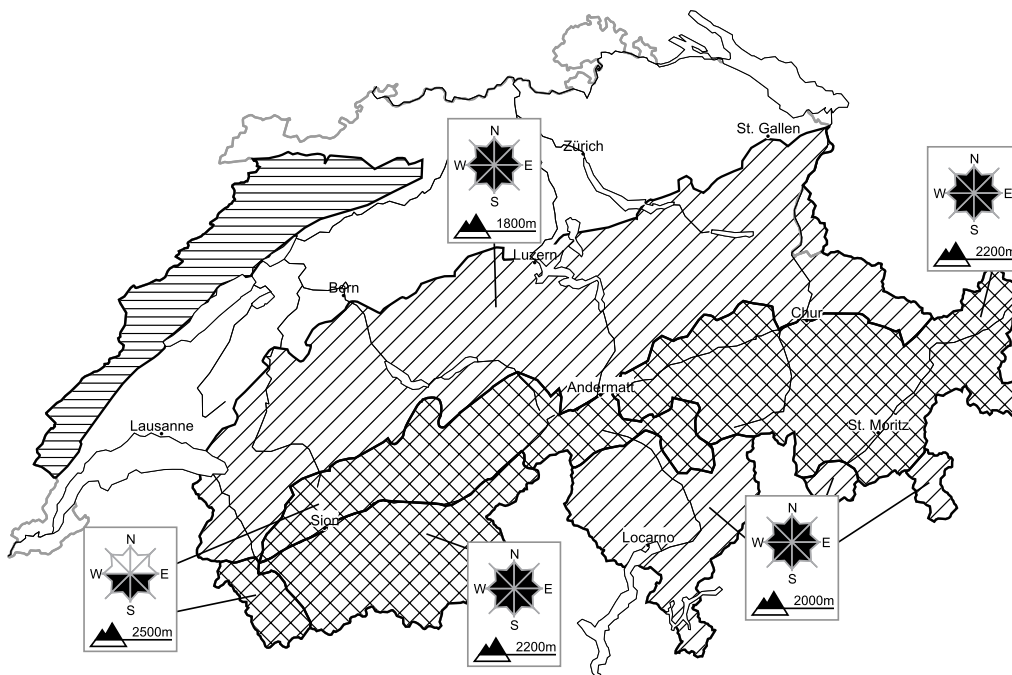 St. Gallen
Zürich
N
W E
S
1800m
N
W E
S
2200m
Luzern
Bern
Chur
Andermatt
Lausanne
St. Moritz
Sion
Locarno
N
W E
S
2500m
N
W E
S
2200m
N
W E
S
2000m